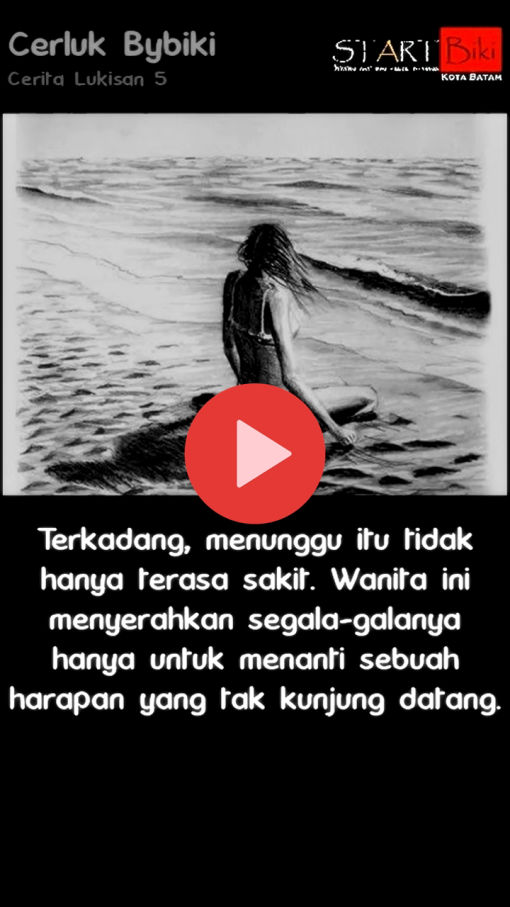 Cerluk Bybiki
Cerita Lukisan 5
START Biki
KOTA BATAM
Terkadang, menunggu itu tidak
hanya terasa sakit. Wanita ini
menyerahkan segala-galanya
hanya untuk menanti sebuah
harapan yang tak kunjung datang.